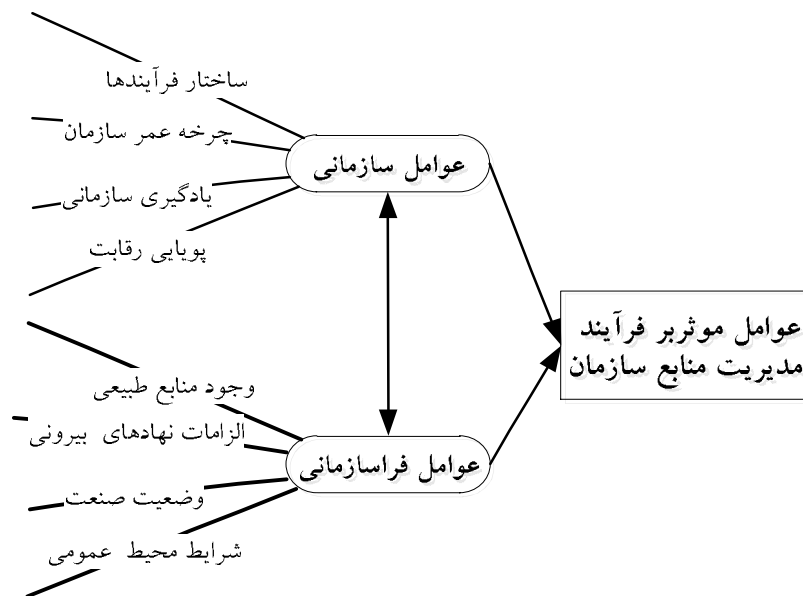 ساختار فرآیندها
چرخه عمر سازمان
عوامل سازمانی
یادگیری سازمانی
پویایی رقابت
عوامل موثربر فرآیند
مدیریت منابع سازمان
وجود منابع طبیعی
الزامات نهادهای بیرونی
عوامل فراسازمانی
وضعیت صنعت
شرایط محیط عمومی